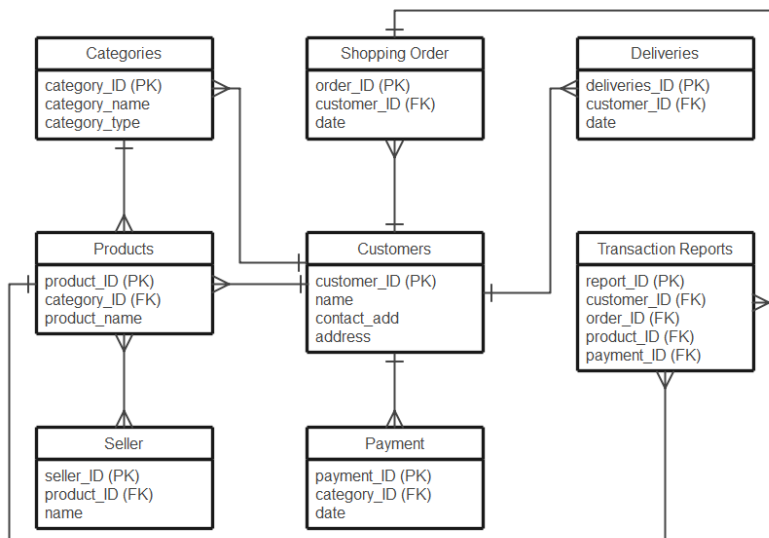 Categories
category_ID (PK)
category_name
category_type
Shopping Order
order_ID (PK)
customer_ID (FK)
date
Deliveries
deliveries_ID (PK)
customer_ID (FK)
date
Products
product_ID (PK)
category_ID (FK)
product_name
Customers
customer_ID (PK)
name
contact_add
address
Transaction Reports
report_ID (PK)
customer_ID (FK)
order_ID (FK)
product_ID (FK)
payment_ID (FK)
Seller
seller_ID (PK)
product_ID (FK)
name
Payment
payment_ID (PK)
category_ID (FK)
date